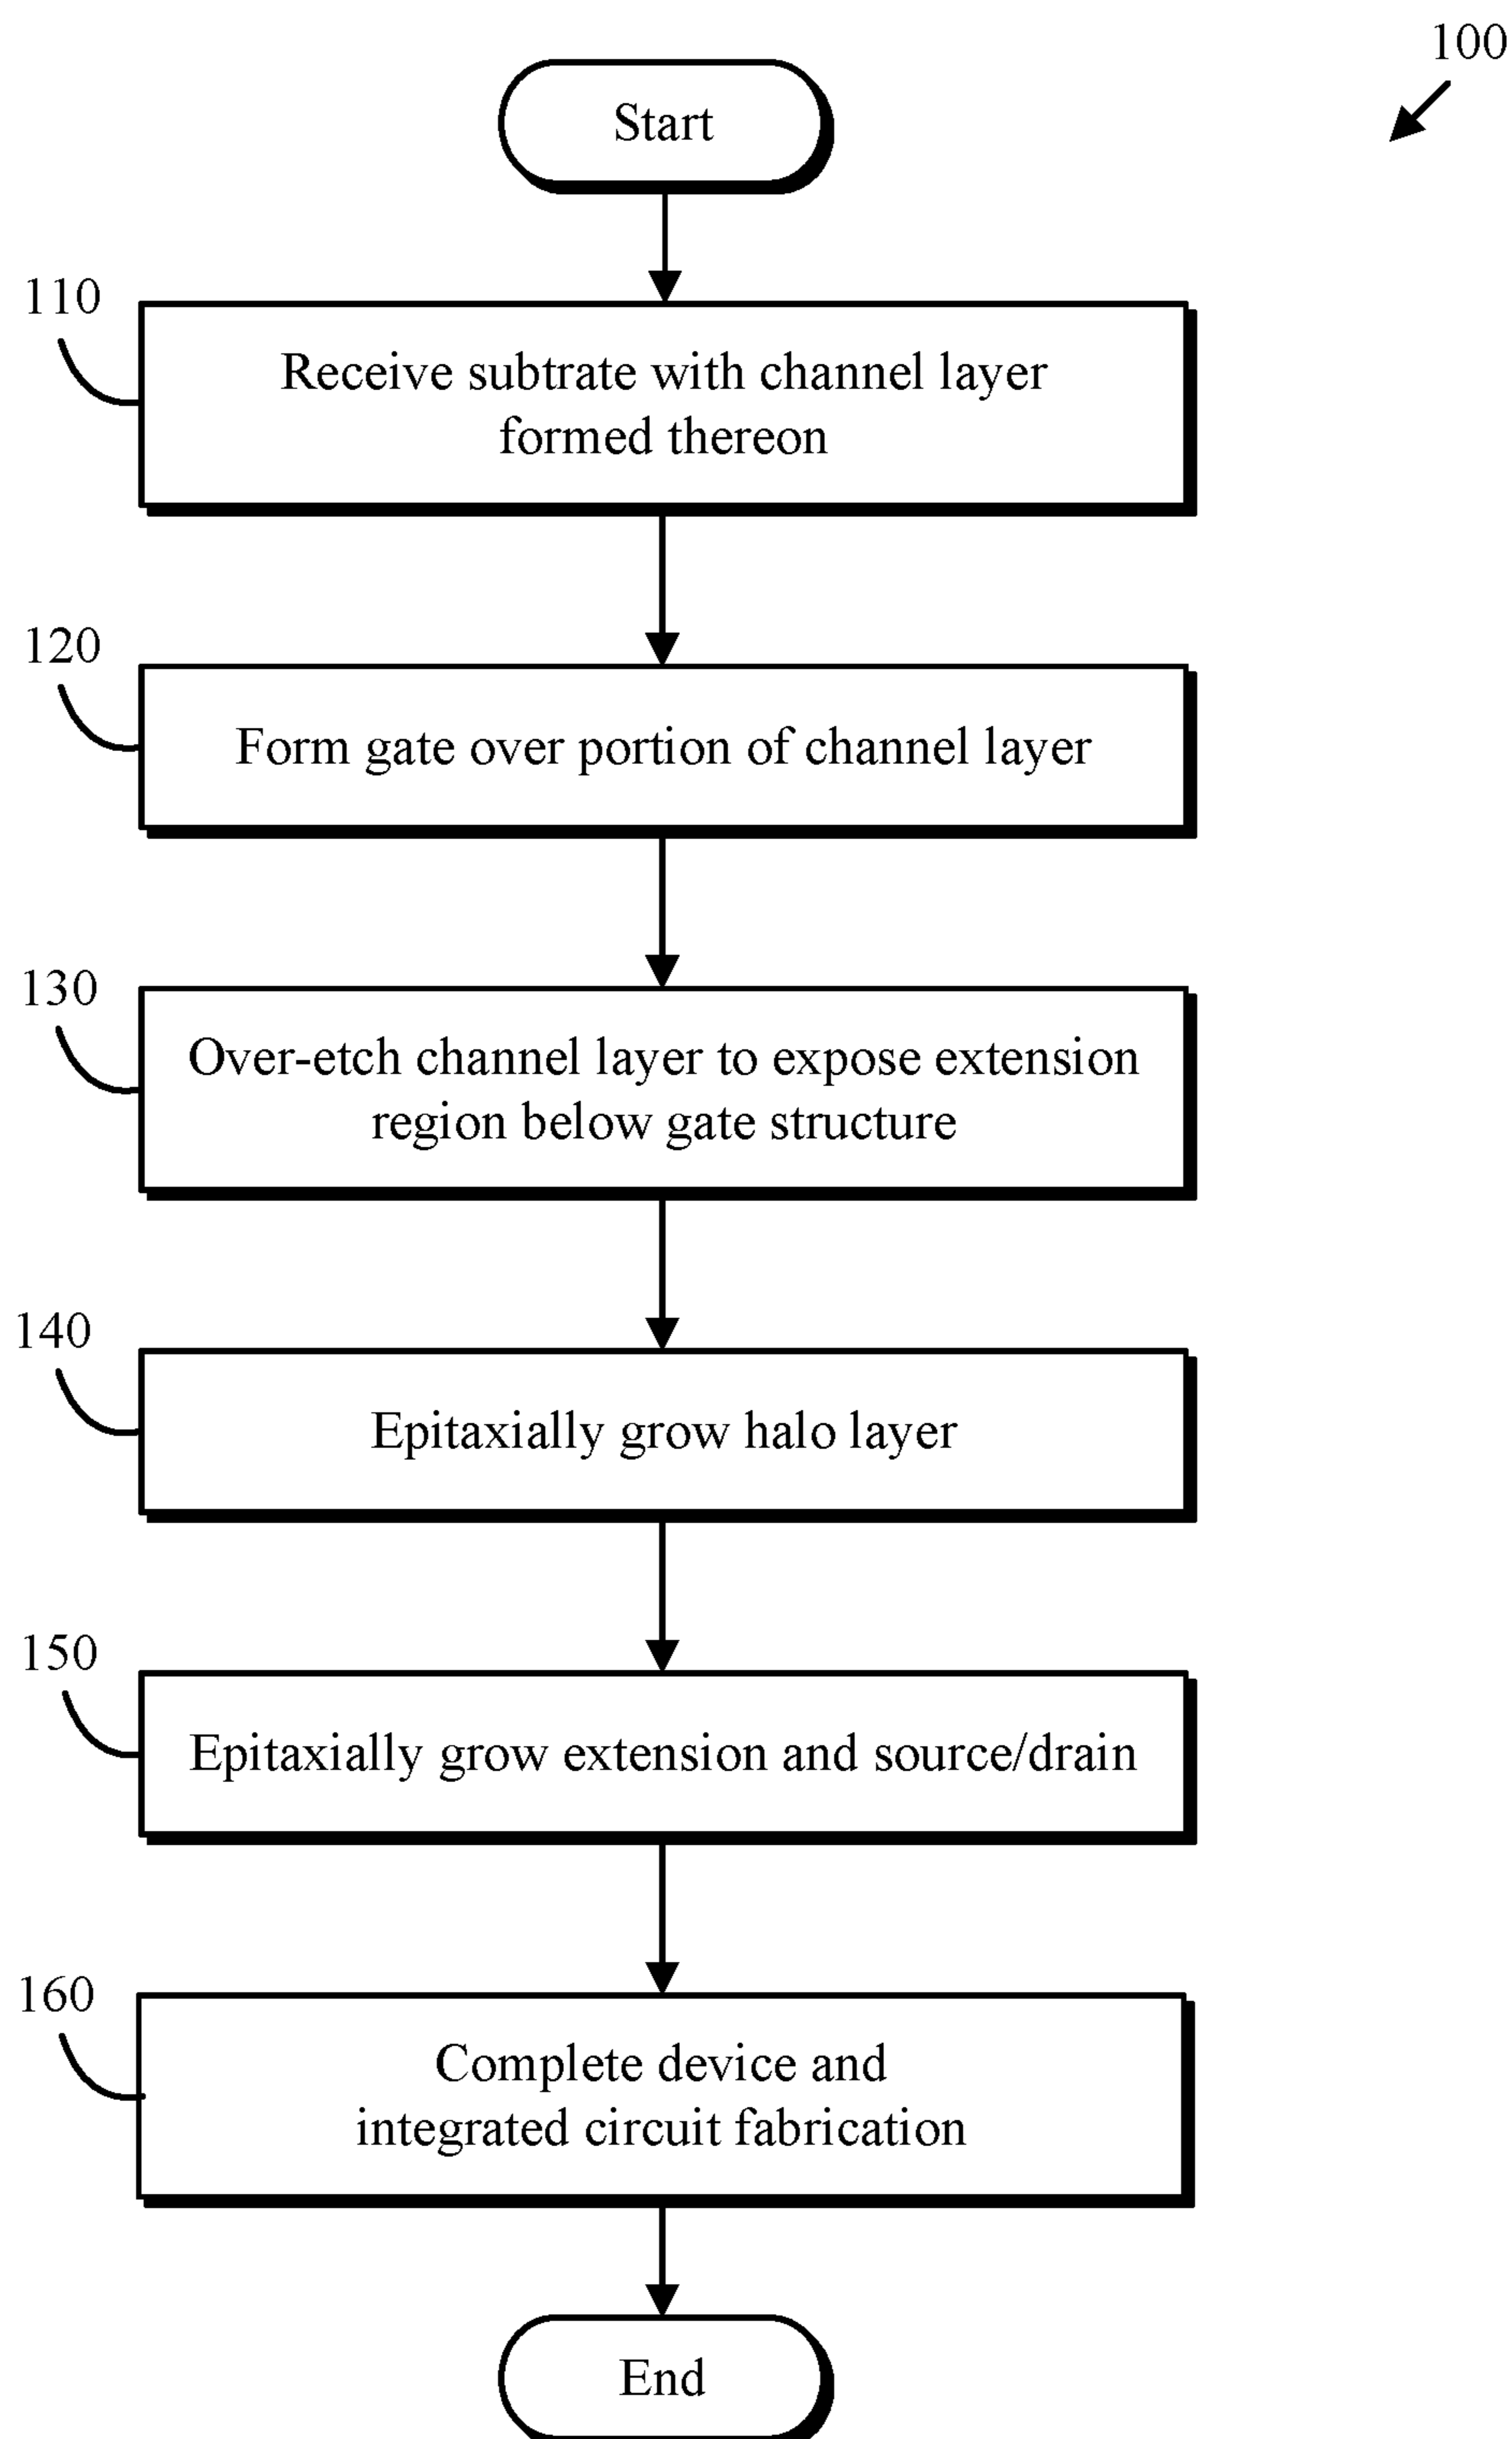 100
Start
110
Receive subtrate with channel layer
formed thereon
120
Form gate over portion of channel layer
130
Over-etch channel layer to expose extension
region below gate structure
140
Epitaxially grow halo layer
150
Epitaxially grow extension and source/drain
160
Complete device and
integrated circuit fabrication
End